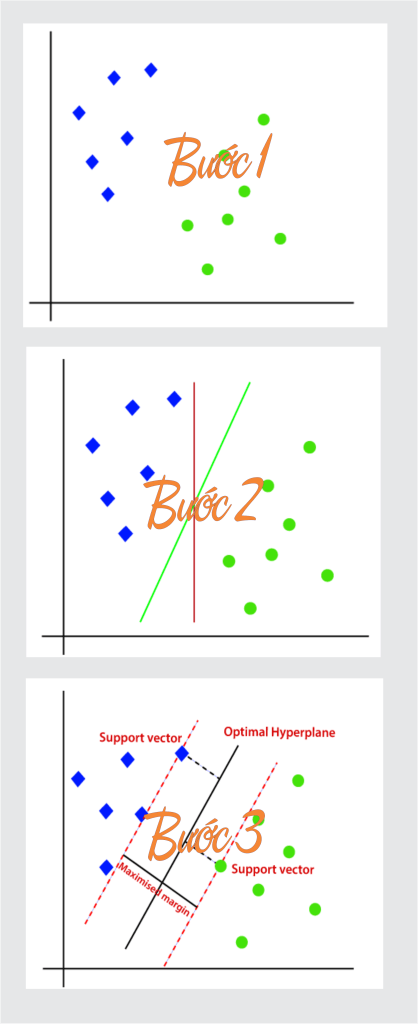 Bước 1
Bước 2
Support vector
Optimal Hyperplane
Bước 3
Support vector
Maximised margin